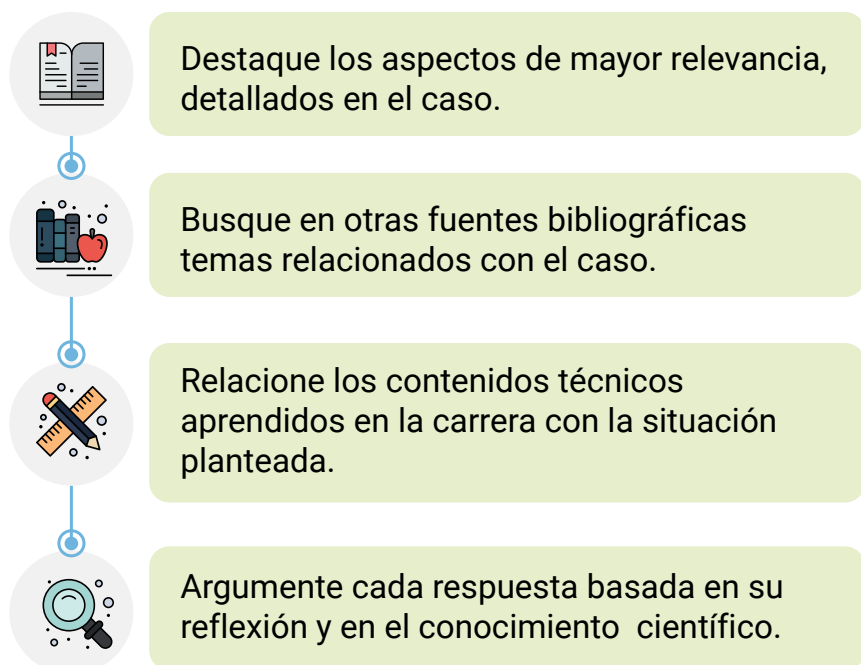 Destaque los aspectos de mayor relevancia,
detallados en el caso.
Busque en otras fuentes bibliográficas
temas relacionados con el caso.
Relacione los contenidos técnicos
aprendidos en la carrera con la situación
planteada.
Argumente cada respuesta basada en su
reflexión y en el conocimiento  científico.